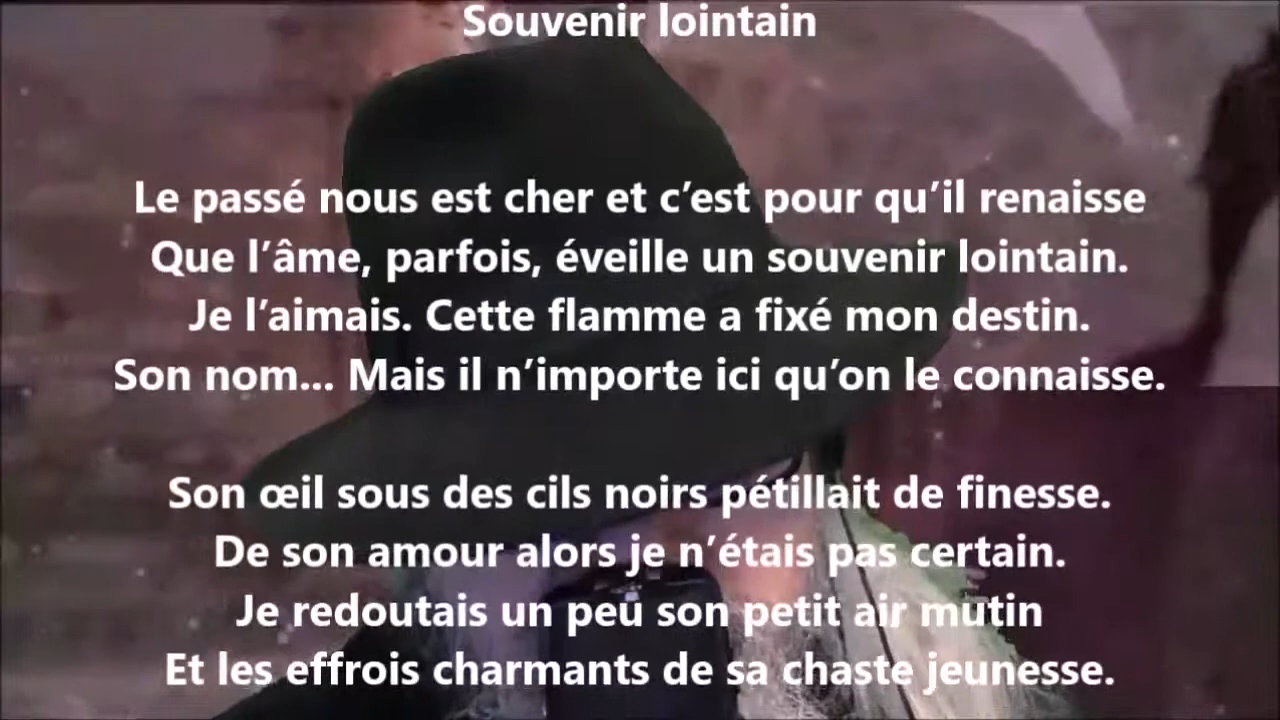 Souvenir lointain
Le passé nous est cher et c’est pour qu’il renaisse
Que l’âme, parfois, éveille un souvenir lointain.
Je l’aimais. Cette flamme a fixé mon destin.
Son nom... Mais il n’importe ici qu’on le connaisse.
Son œil sous des cils noirs pétillait de finesse.
De son amour alors je n’étais pas certain.
Je redoutais un peu son petit air mutin
Et les effrois charmants de sa chaste jeunesse.